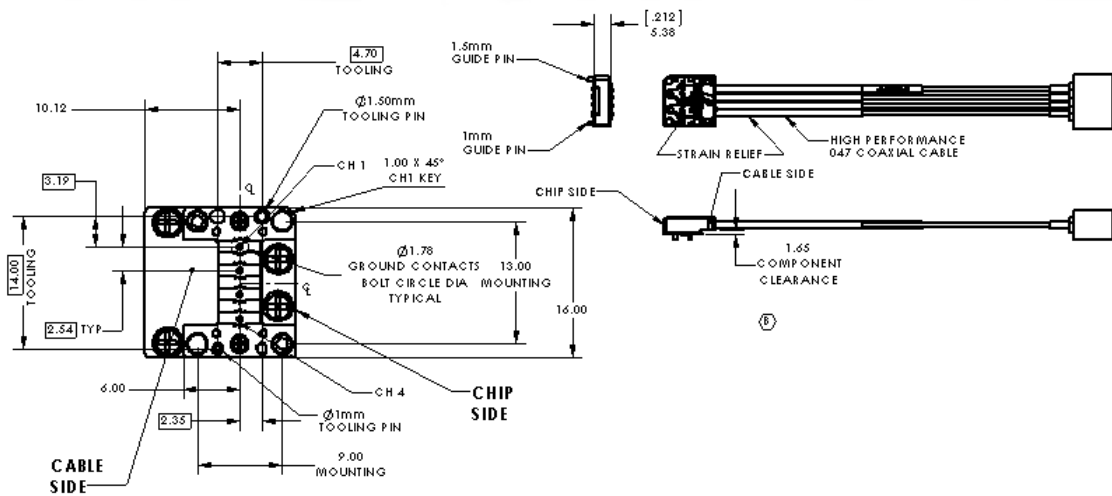 4.70
TOOLING
10.12
Ø1.50mm
TOOLING PIN
CH 1
1.00 X 45°
CH1 KEY
3.19
14.00
TOOLING
2.54 TYP
Ø1.78
GROUND CONTACTS
BOLT CIRCLE DIA
TYPICAL
13.00
MOUNTING
16.00
6.00
2.35
CH 4
Ø1mm
TOOLING PIN
9.00
MOUNTING
CHIP
SIDE
CABLE
SIDE
[.212]
5.38
1.5mm
GUIDE PIN
1mm
GUIDE PIN
STRAIN RELIEF
HIGH PERFORMANCE
047 COAXIAL CABLE
CHIP SIDE
CABLE SIDE
1.65
COMPONENT
CLEARANCE
B